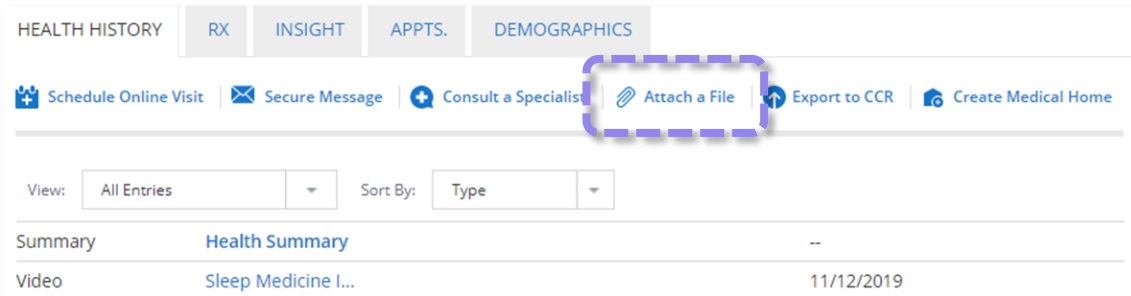 HEALTH HISTORY RX INSIGHT APPTS. DEMOGRAPHICS
Schedule Online Visit Secure Message Consult a Specialist Attach a File Export to CCR Create Medical Home
View: All Entries Sort By: Type
Summary Health Summary --
Video Sleep Medicine I... 11/12/2019